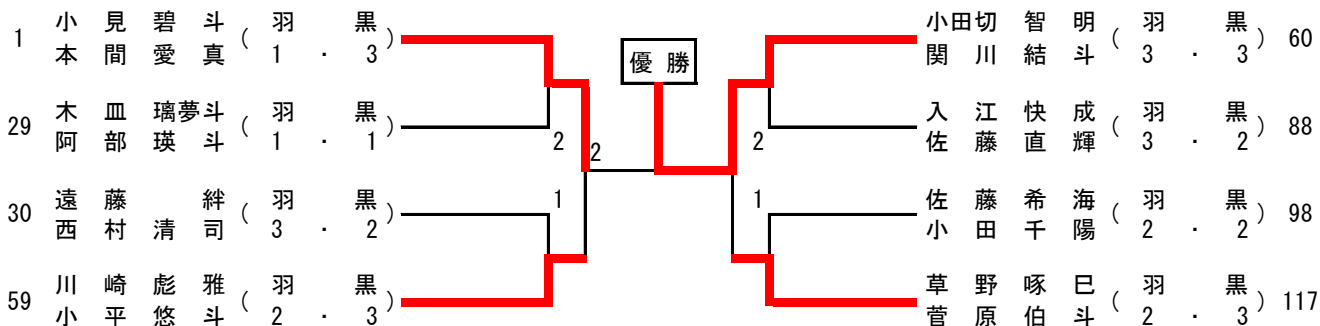 1 小見碧斗 本間愛真 (羽黒 1・3)
29 木皿璃夢斗 阿部瑛斗 (羽黒 1・1)
30 遠藤絆 西村清司 (羽黒 3・2)
59 川崎彪雅 小平悠斗 (羽黒 2・3)
2
2
1
優勝
2
1
小田切智明 関川結斗 (羽黒 3・3) 60
入江快成 佐藤直輝 (羽黒 3・2) 88
佐藤希海 小田千陽 (羽黒 2・2) 98
草野啄巳 菅原伯斗 (羽黒 2・3) 117